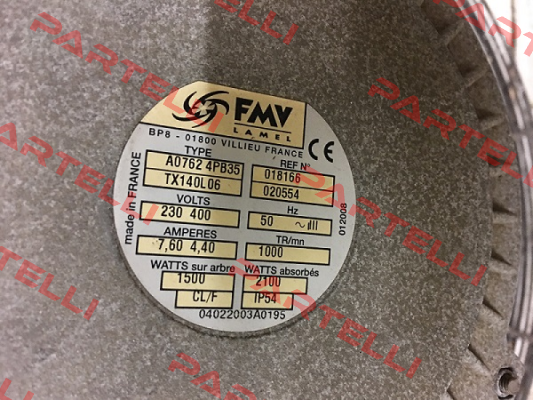 FMV
LAMEL
BP8 - 01800 VILLIEU FRANCE
CE
TYPE
REF N°
A0762 4PB35
018166
TX140L06
020554
VOLTS
Hz
230 400
50 ~
AMPERES
TR/mn
7,60 4,40
1000
WATTS sur arbre
WATTS absorbés
1500
2100
CL/F
IP54
04022003A0195
made in FRANCE
012008
PARTELLI
PARTELLI
PARTELLI
PARTELLI
PARTELLI
PARTELLI